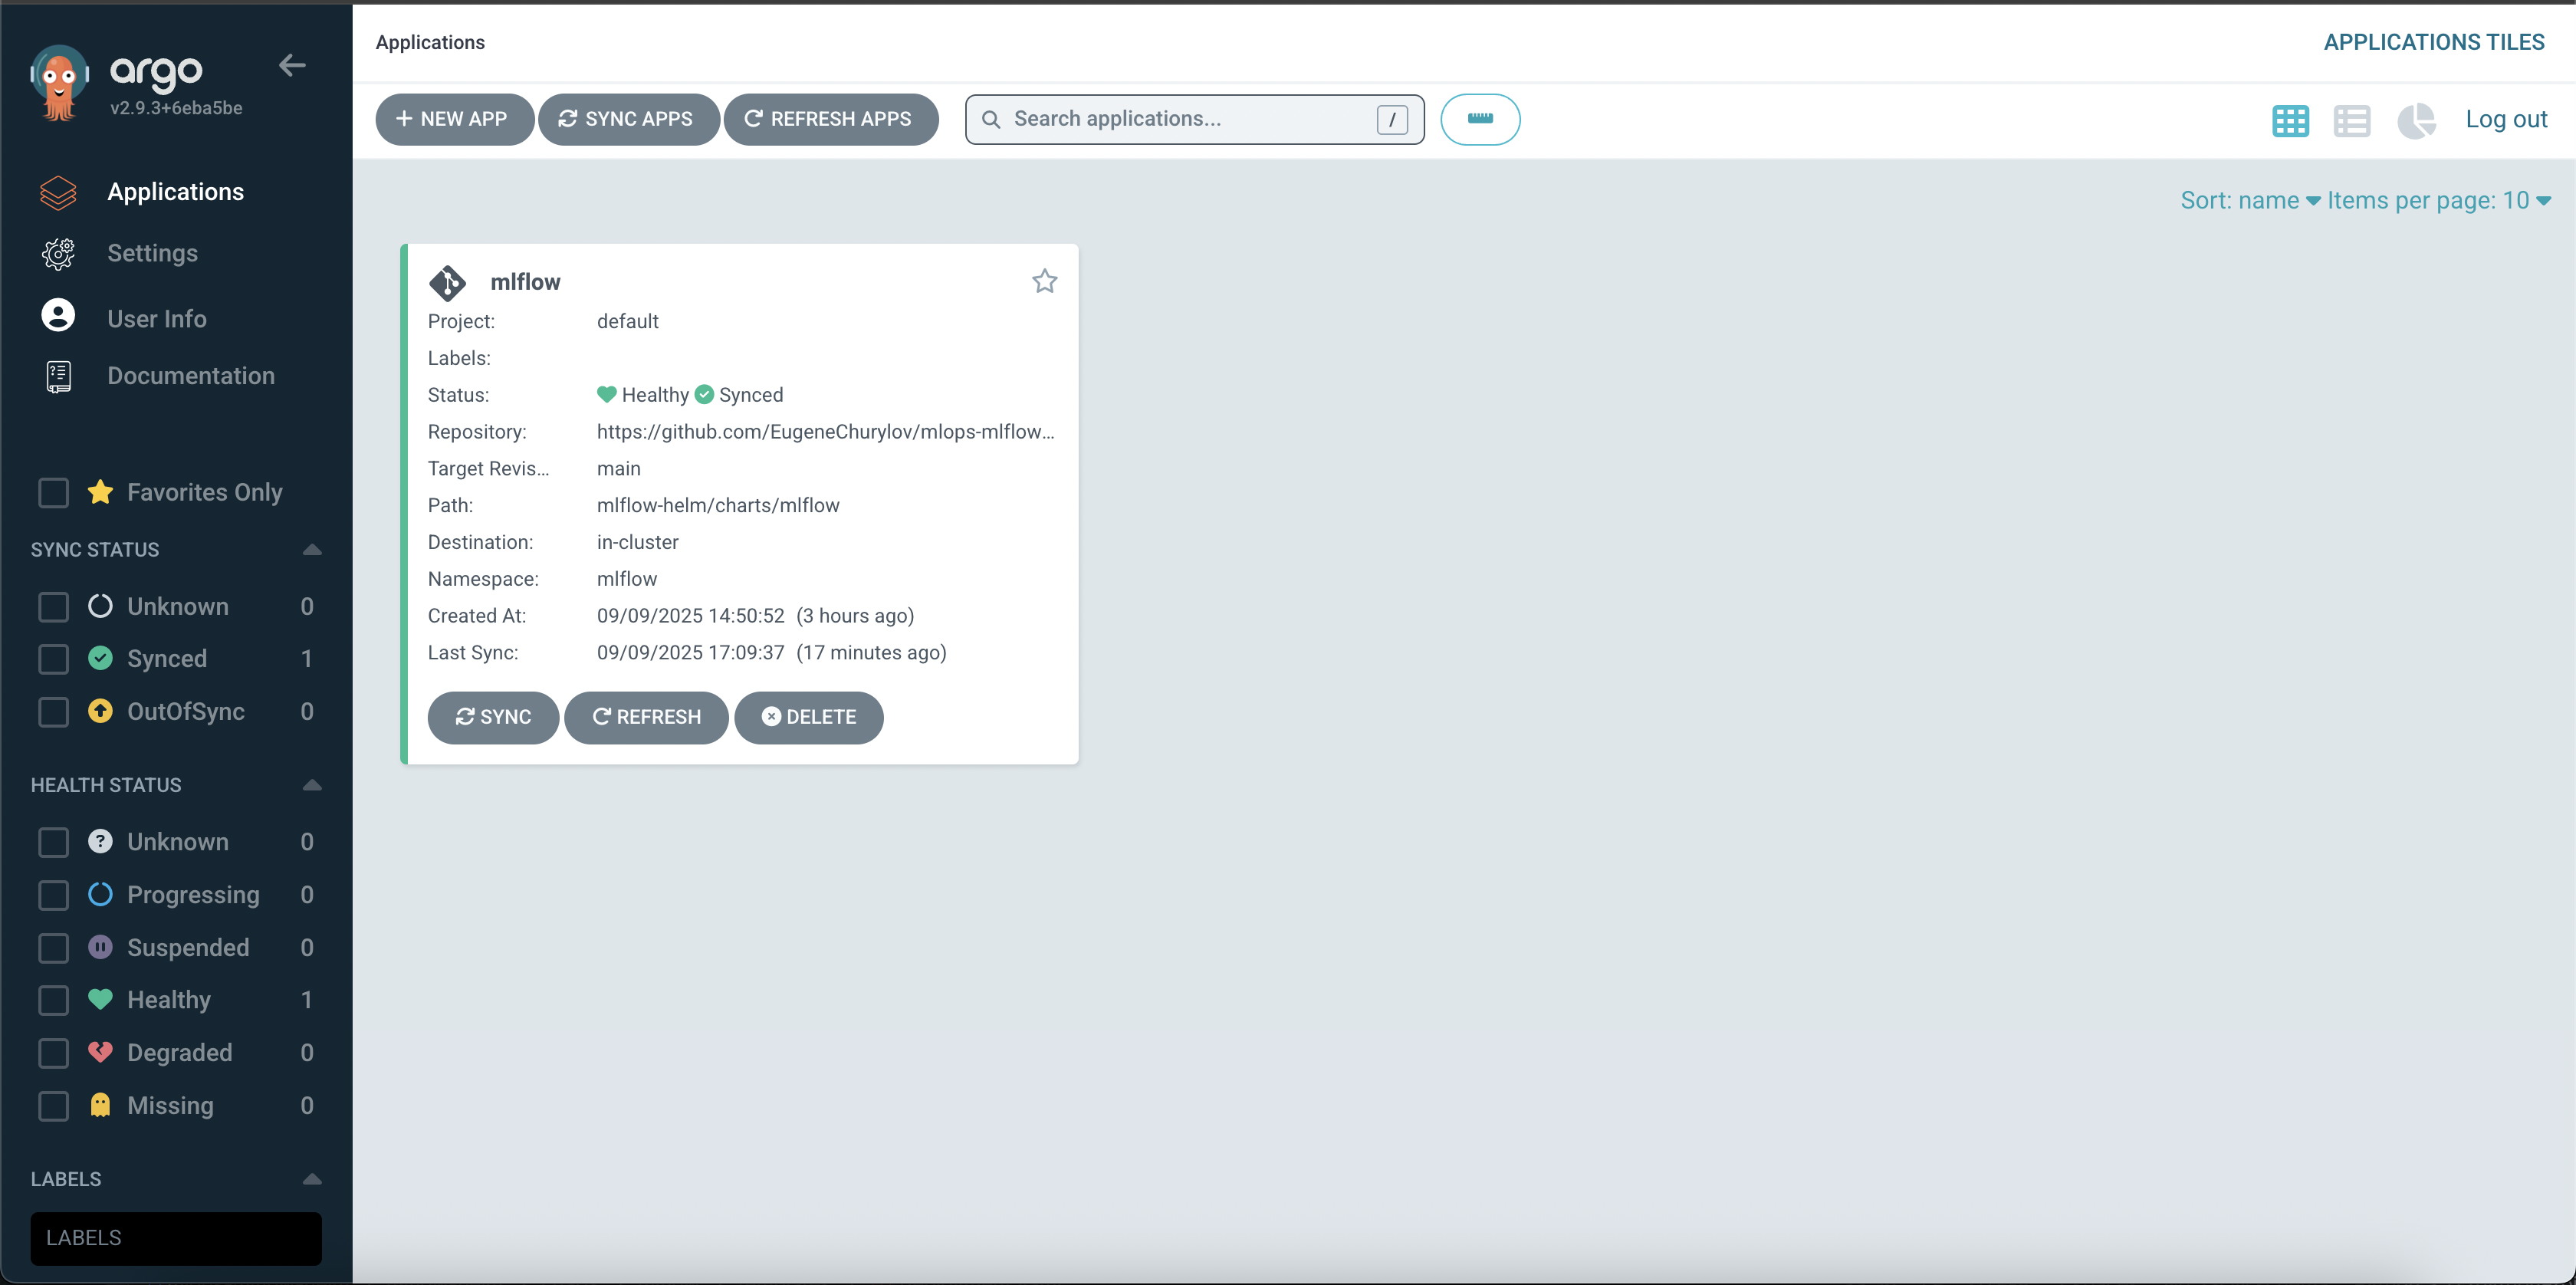 argo
v2.9.3+6eba5be
Applications
Settings
User Info
Documentation
Favorites Only
SYNC STATUS
Unknown 0
Synced 1
OutOfSync 0
HEALTH STATUS
Unknown 0
Progressing 0
Suspended 0
Healthy 1
Degraded 0
Missing 0
LABELS
LABELS
Applications
APPLICATIONS TILES
+ NEW APP SYNC APPS REFRESH APPS Search applications... / Log out
Sort: name Items per page: 10
mlflow
Project: default
Labels:
Status: Healthy Synced
Repository: https://github.com/EugeneChurylov/mlops-mlflow...
Target Revis... main
Path: mlflow-helm/charts/mlflow
Destination: in-cluster
Namespace: mlflow
Created At: 09/09/2025 14:50:52 (3 hours ago)
Last Sync: 09/09/2025 17:09:37 (17 minutes ago)
SYNC REFRESH DELETE